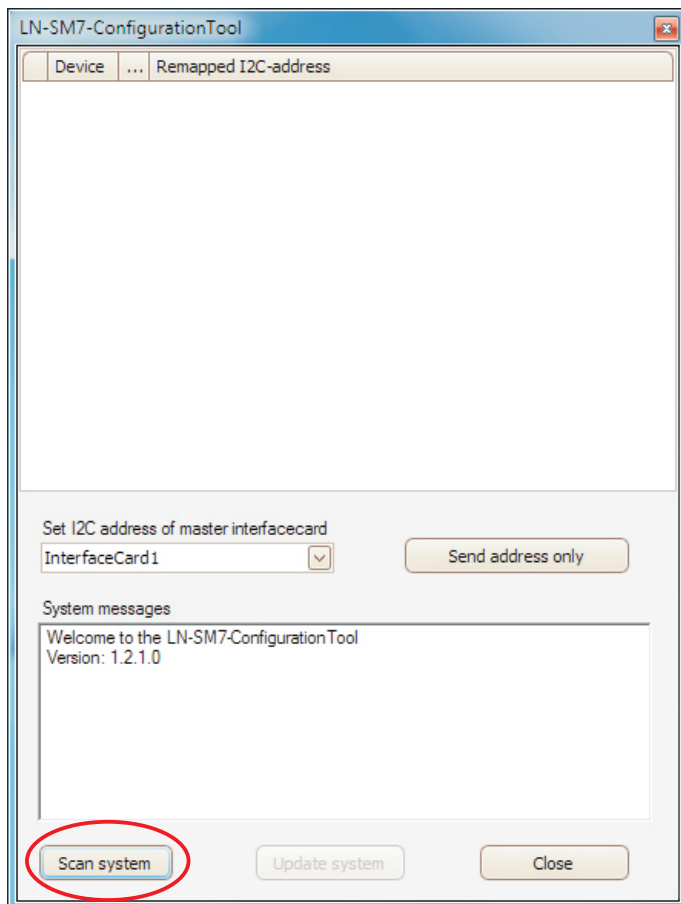 LN-SM7-ConfigurationTool
Device ... Remapped I2C-address
Set I2C address of master interfacecard
InterfaceCard1 Send address only
System messages
Welcome to the LN-SM7-ConfigurationTool
Version: 1.2.1.0
Scan system Update system Close